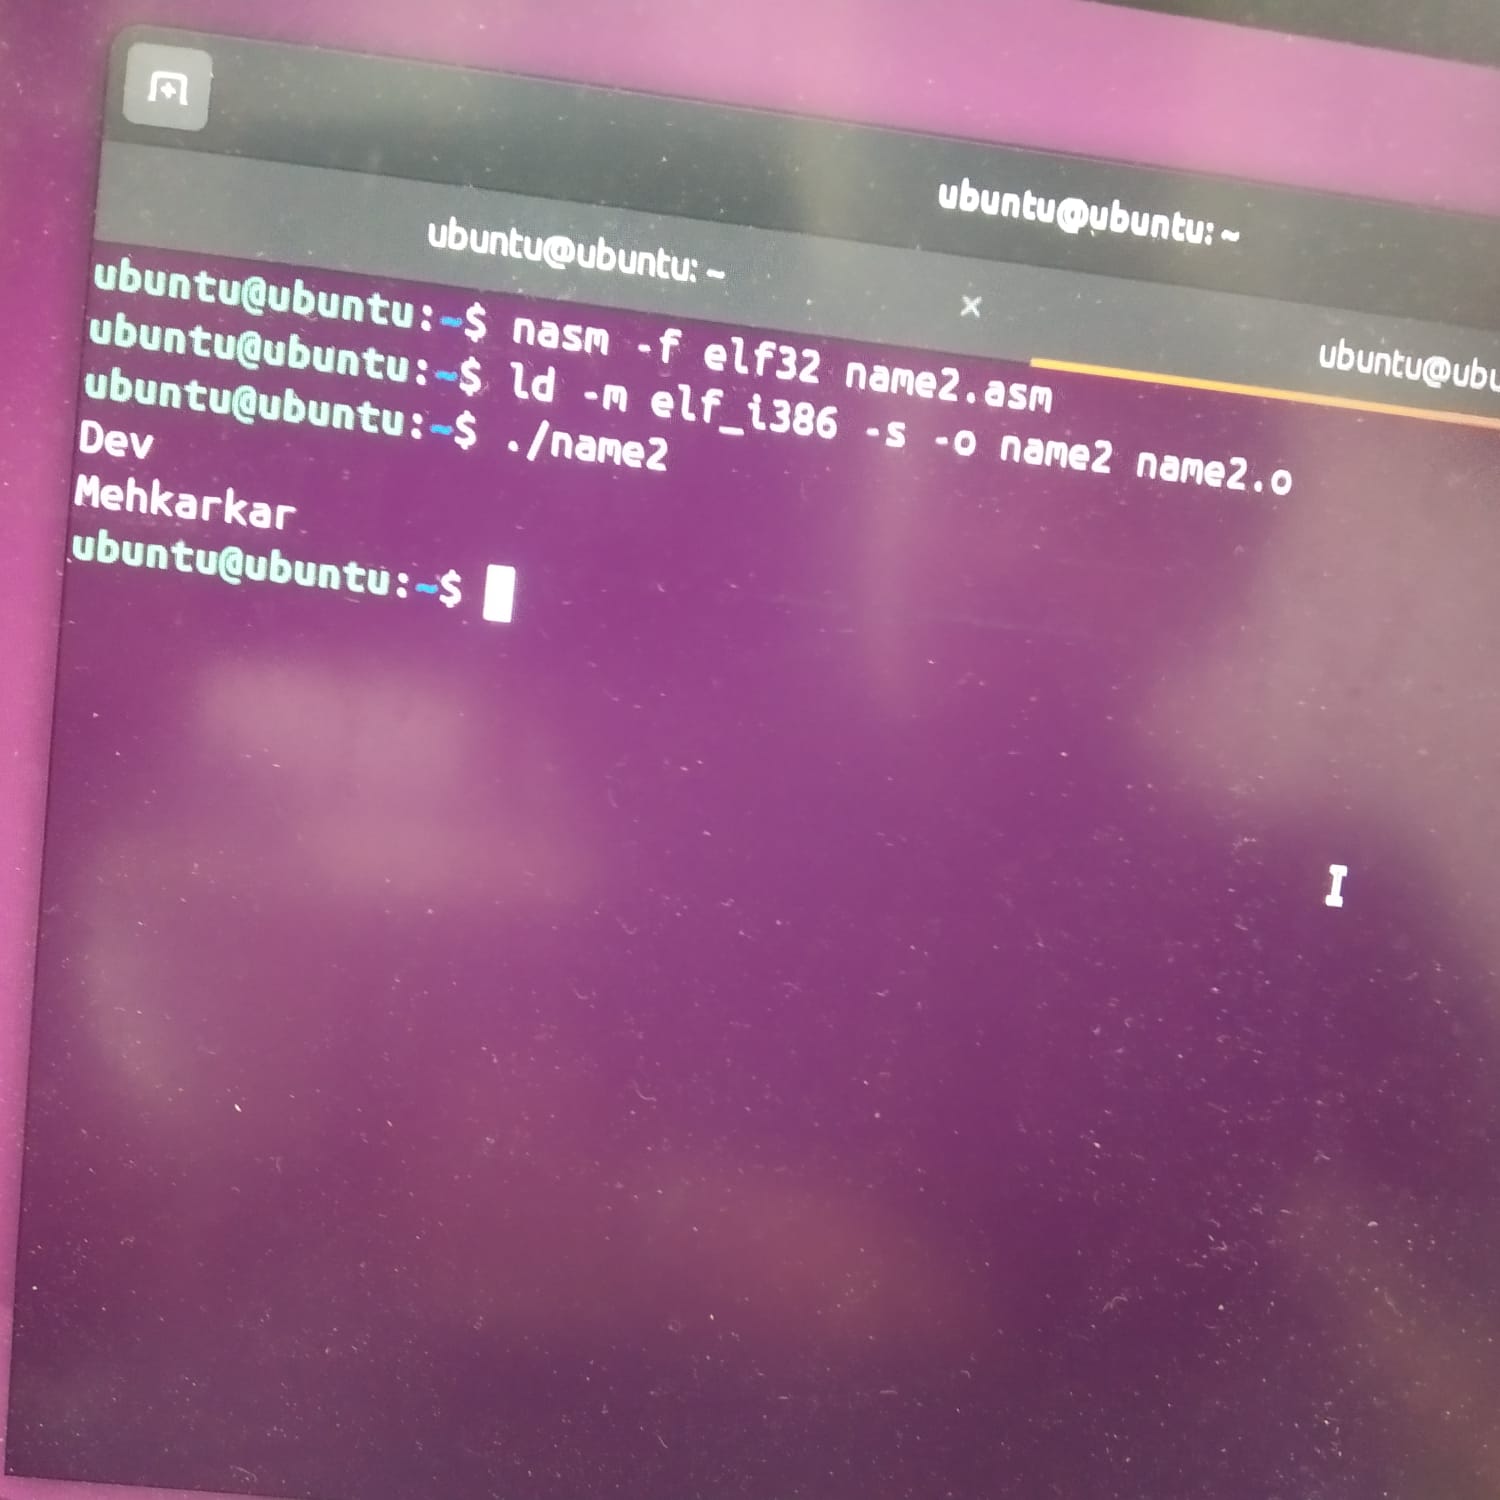 ubuntu@ubuntu: ~
ubuntu@ubuntu: ~
×
ubuntu@ubu
ubuntu@ubuntu:~$ nasm -f elf32 name2.asm
ubuntu@ubuntu:~$ ld -m elf_i386 -s -o name2 name2.o
ubuntu@ubuntu:~$ ./name2
Dev
Mehkarkar
ubuntu@ubuntu:~$